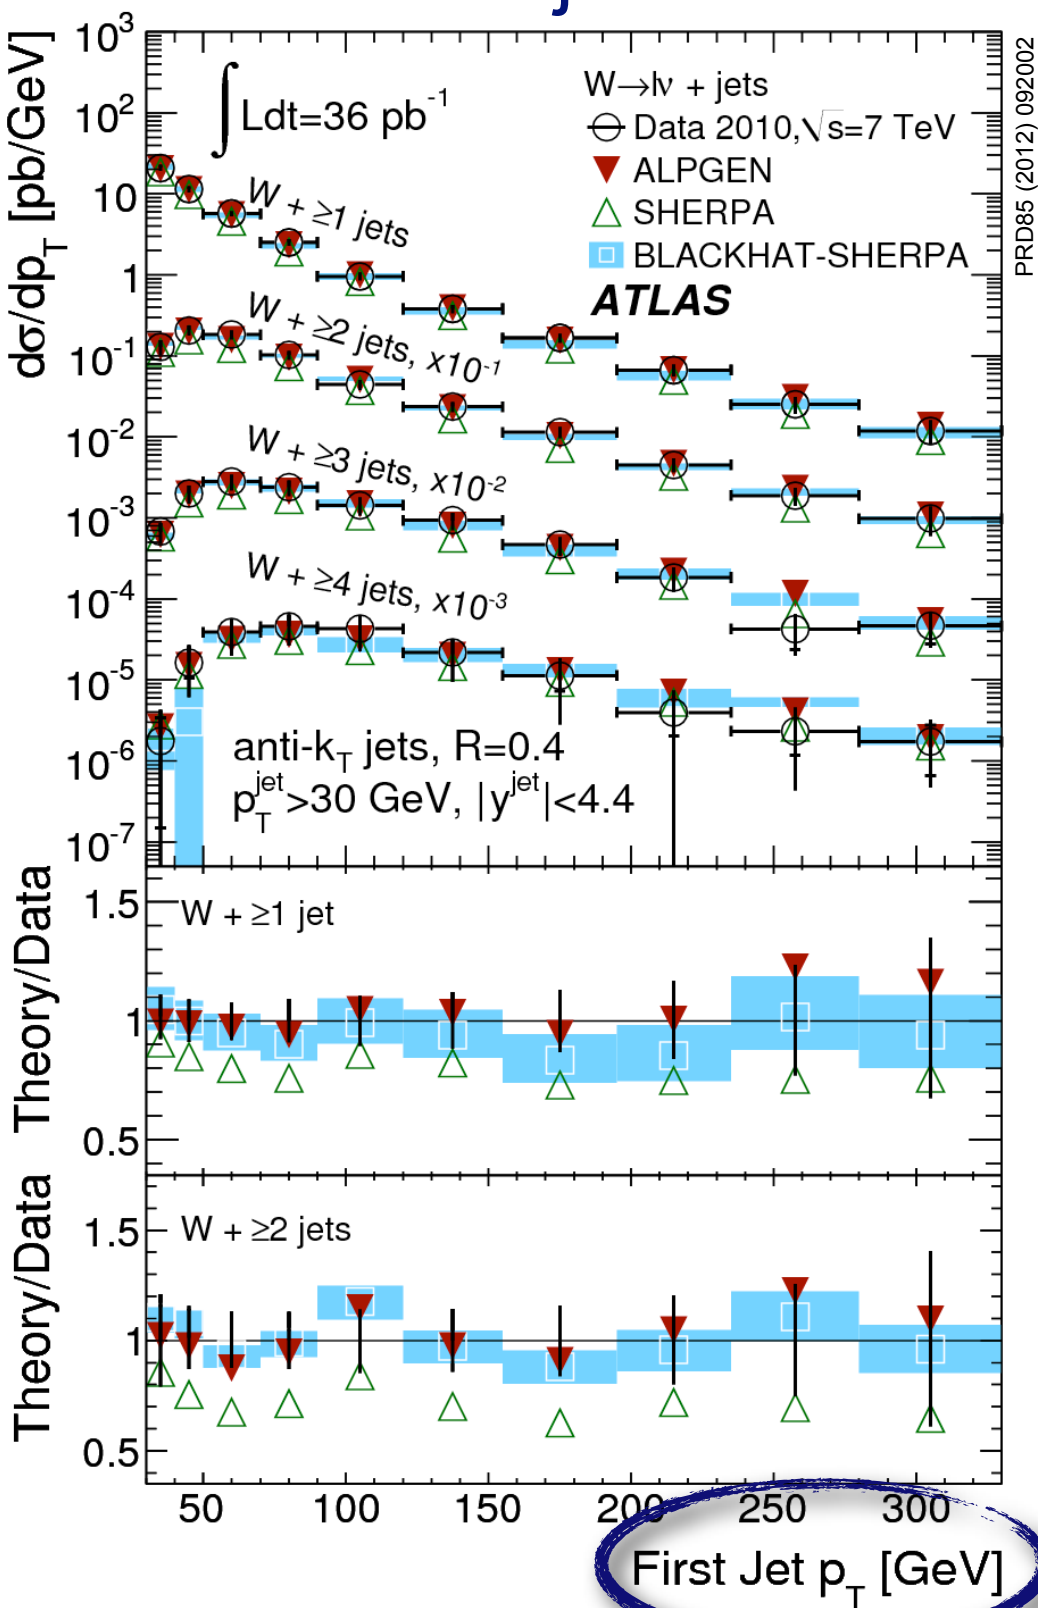 j
10³
10²
10
1
10⁻¹
10⁻²
10⁻³
10⁻⁴
10⁻⁵
10⁻⁶
10⁻⁷
dσ/dp_T [pb/GeV]
∫Ldt=36 pb⁻¹
W→lν + jets
Data 2010,√s=7 TeV
ALPGEN
SHERPA
BLACKHAT-SHERPA
ATLAS
PRD85 (2012) 092002
W + ≥1 jets
W + ≥2 jets, x10⁻¹
W + ≥3 jets, x10⁻²
W + ≥4 jets, x10⁻³
anti-k_T jets, R=0.4
p_T^jet>30 GeV, |y^jet|<4.4
Theory/Data
1.5
1
0.5
W + ≥1 jet
Theory/Data
1.5
1
0.5
W + ≥2 jets
50 100 150 200 250 300
First Jet p_T [GeV]